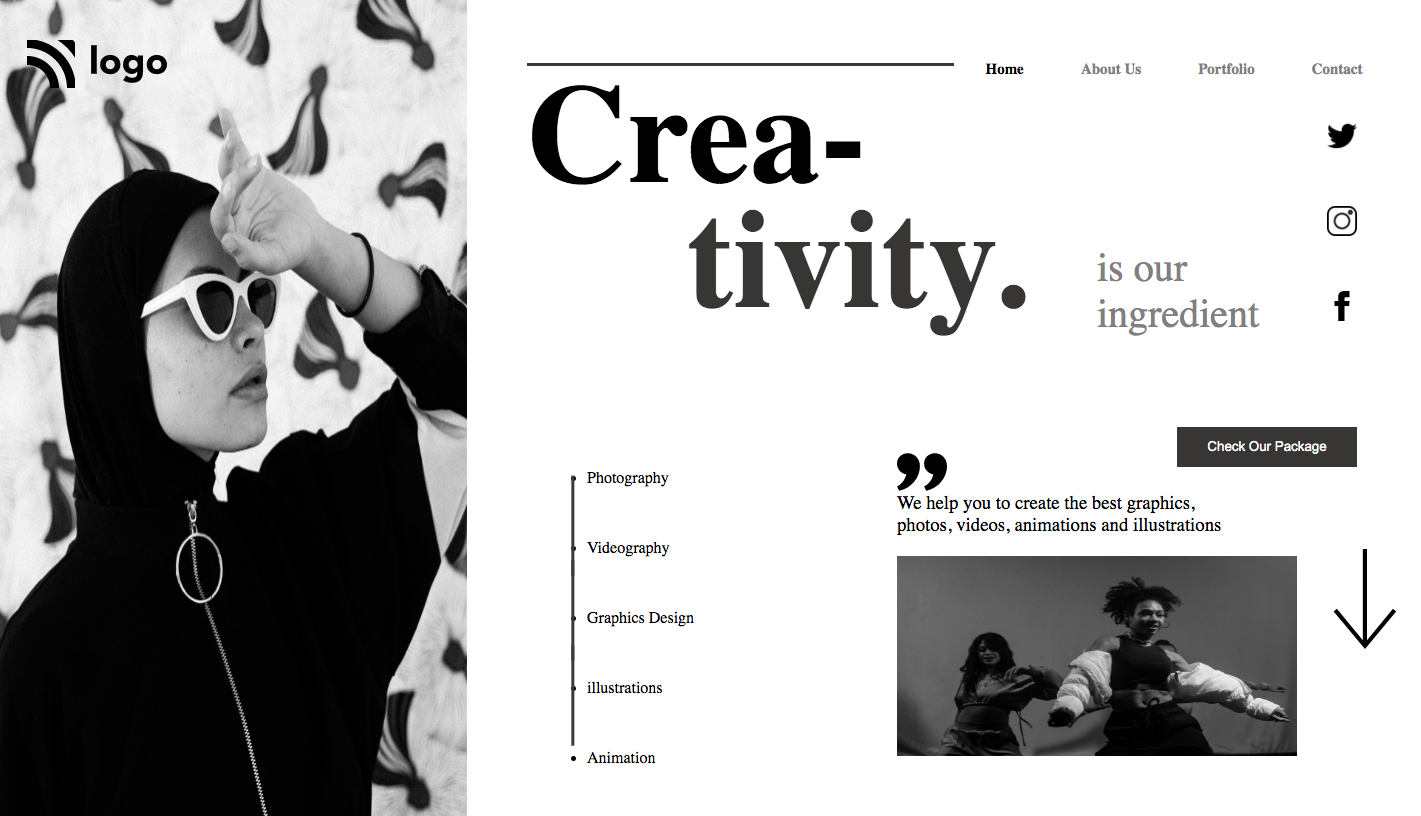 logo
Home About Us Portfolio Contact
Crea-
tivity.
is our
ingredient
Check Our Package
Photography
Videography
Graphics Design
illustrations
Animation
”
We help you to create the best graphics,
photos, videos, animations and illustrations